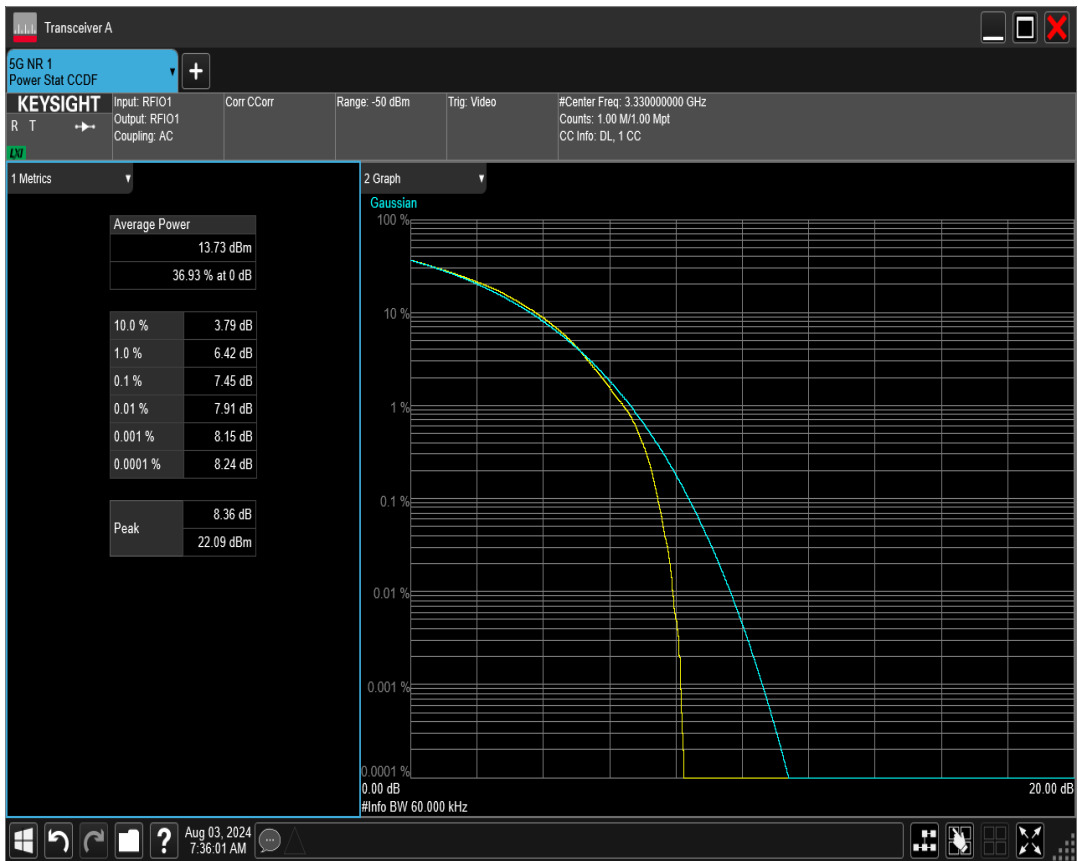 Transceiver A
5G NR 1
Power Stat CCDF
KEYSIGHT
R T
LXI
Input: RFIO1
Output: RFIO1
Coupling: AC
Corr CCorr
Range: -50 dBm
Trig: Video
#Center Freq: 3.330000000 GHz
Counts: 1.00 M/1.00 Mpt
CC Info: DL, 1 CC
1 Metrics
Average Power
13.73 dBm
36.93 % at 0 dB
10.0 % 3.79 dB
1.0 % 6.42 dB
0.1 % 7.45 dB
0.01 % 7.91 dB
0.001 % 8.15 dB
0.0001 % 8.24 dB
Peak
8.36 dB
22.09 dBm
2 Graph
Gaussian
100 %
10 %
1 %
0.1 %
0.01 %
0.001 %
0.0001 %
0.00 dB 20.00 dB
#Info BW 60.000 kHz
?
Aug 03, 2024
7:36:01 AM